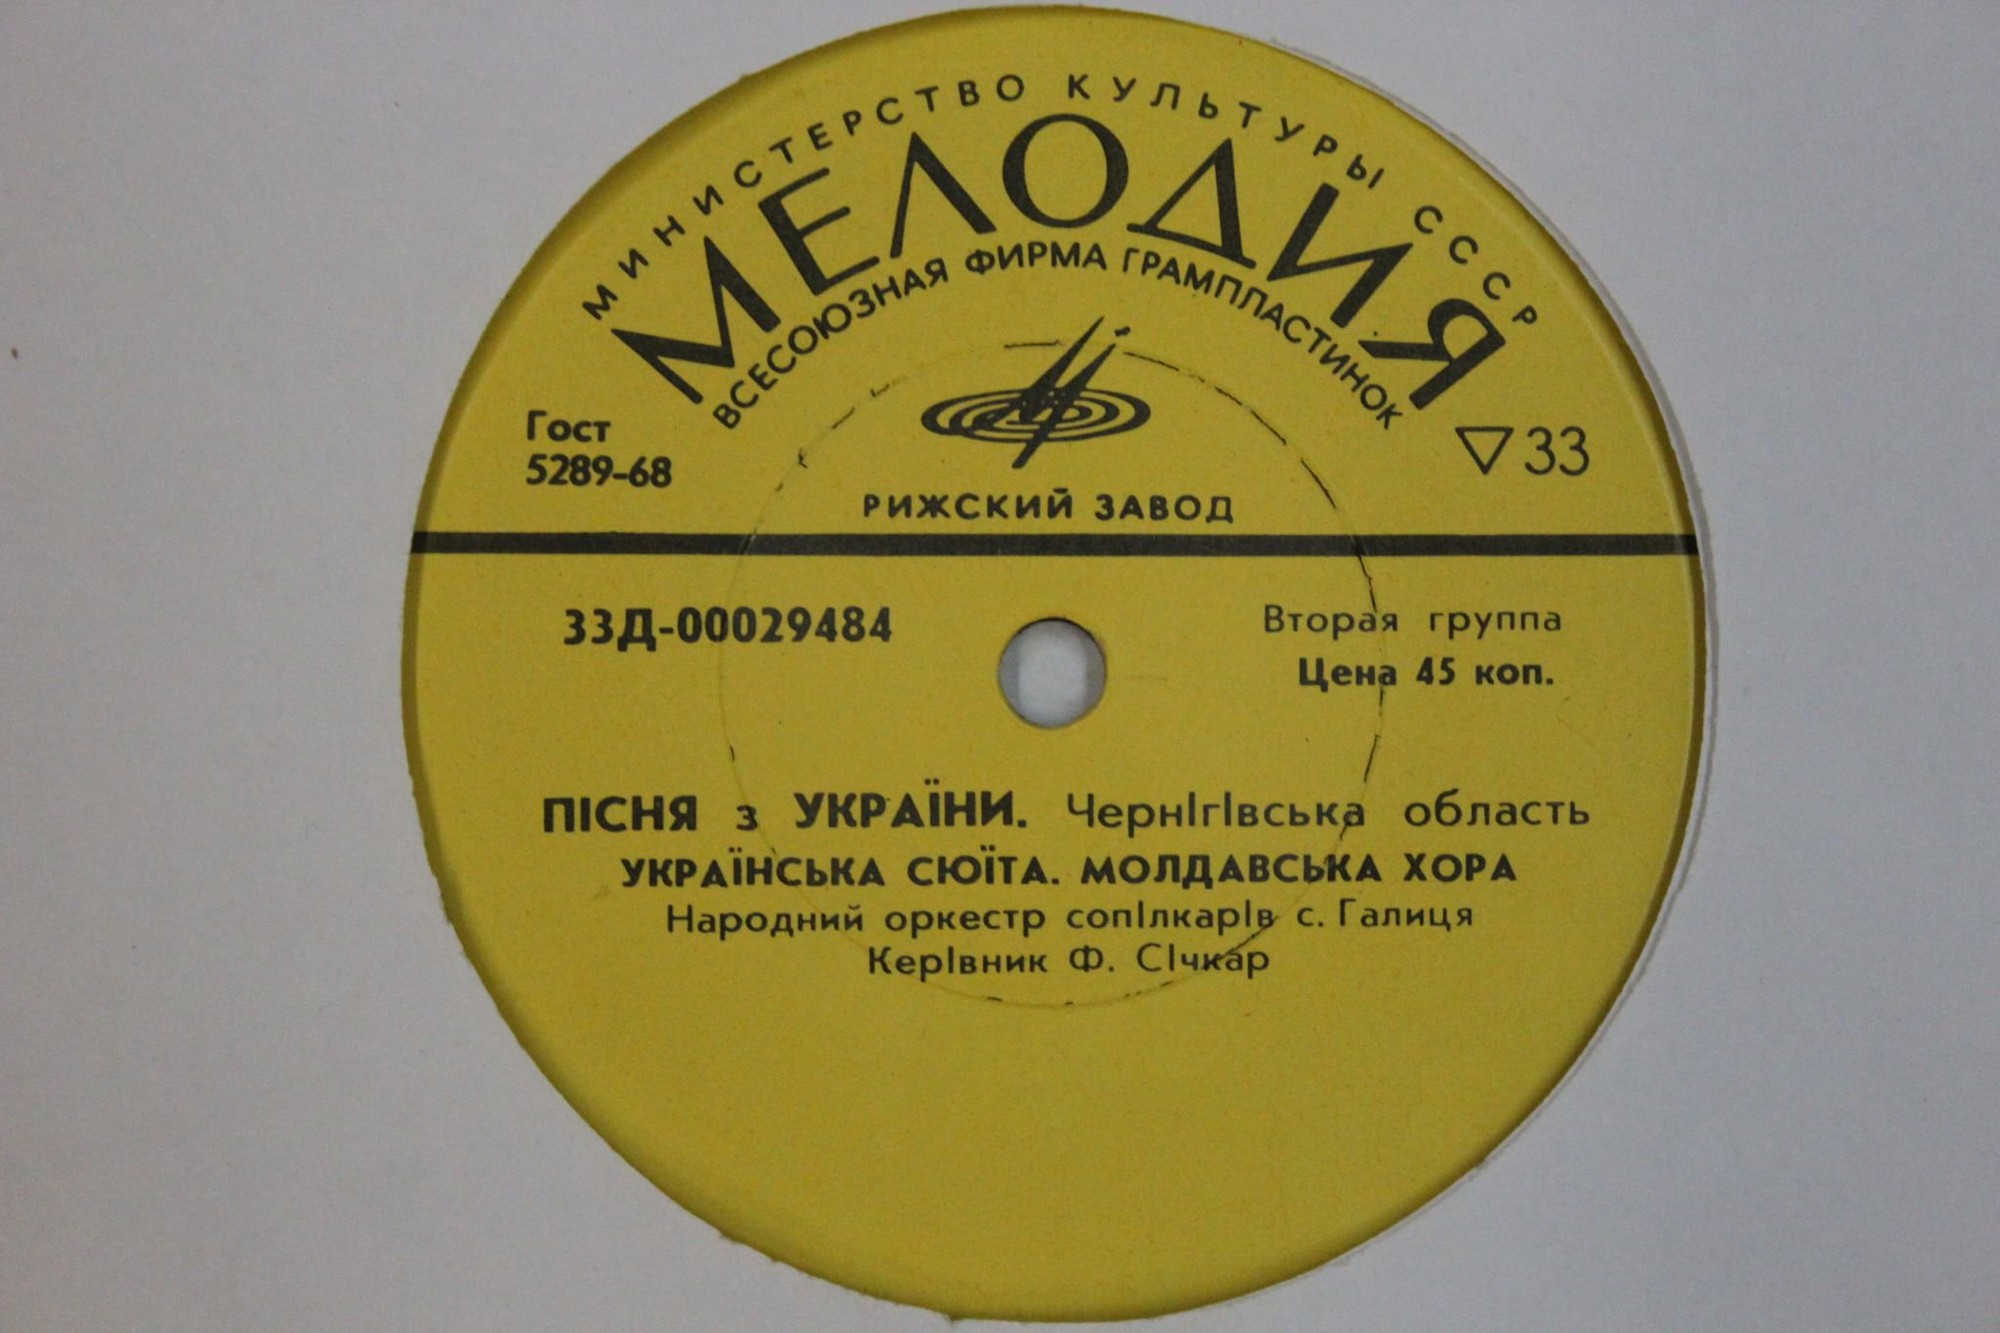 МИНИСТЕРСТВО КУЛЬТУРЫ СССР
МЕЛОДИЯ
ВСЕСОЮЗНАЯ ФИРМА ГРАМПЛАСТИНОК
Гост
5289-68
33
РИЖСКИЙ ЗАВОД
33Д-00029484
Вторая группа
Цена 45 коп.
ПІСНЯ з УКРАЇНИ. Чернігівська область
УКРАЇНСЬКА СЮЇТА. МОЛДАВСЬКА ХОРА
Народний оркестр сопілкарів с. Галиця
Керівник Ф. Січкар